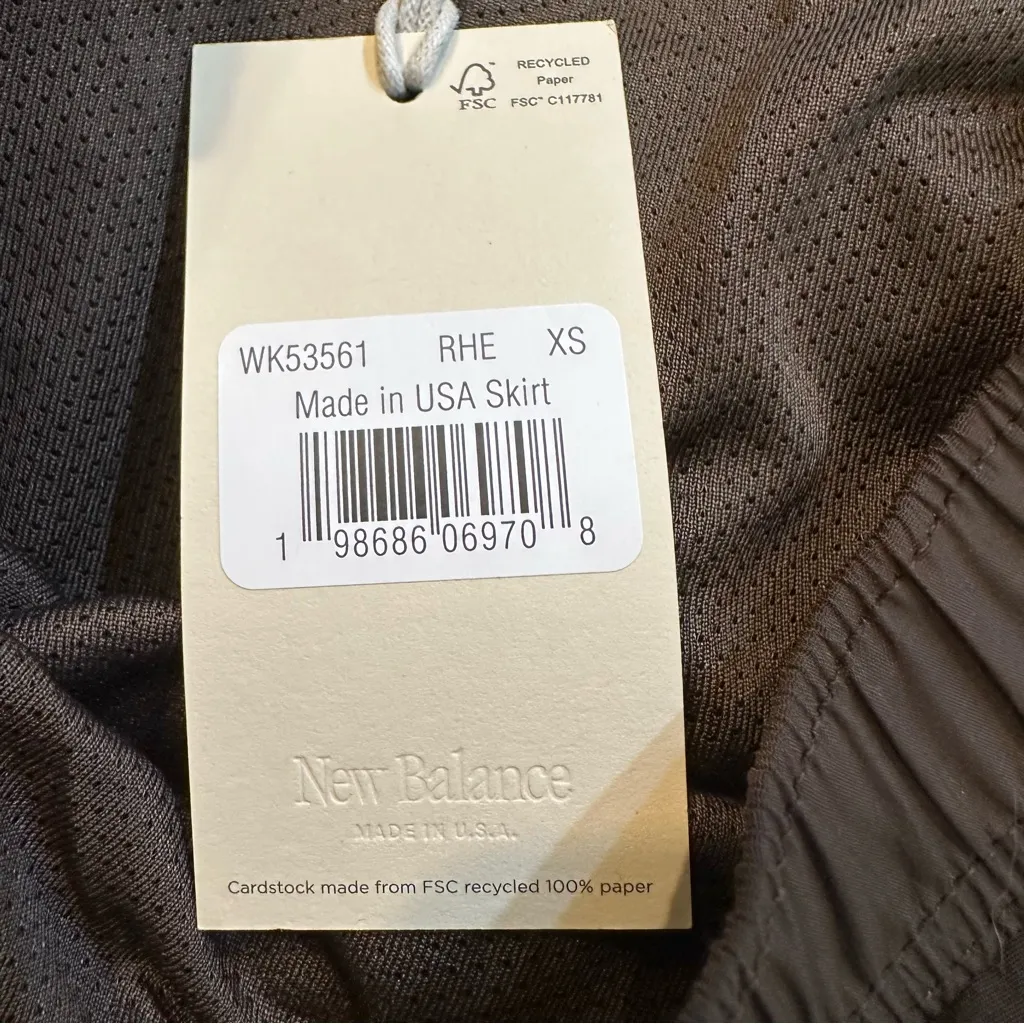 RECYCLED
Paper
FSC
FSC™ C117781
WK53561 RHE XS
Made in USA Skirt
1 98686 06970 8
New Balance
MADE IN U.S.A.
Cardstock made from FSC recycled 100% paper